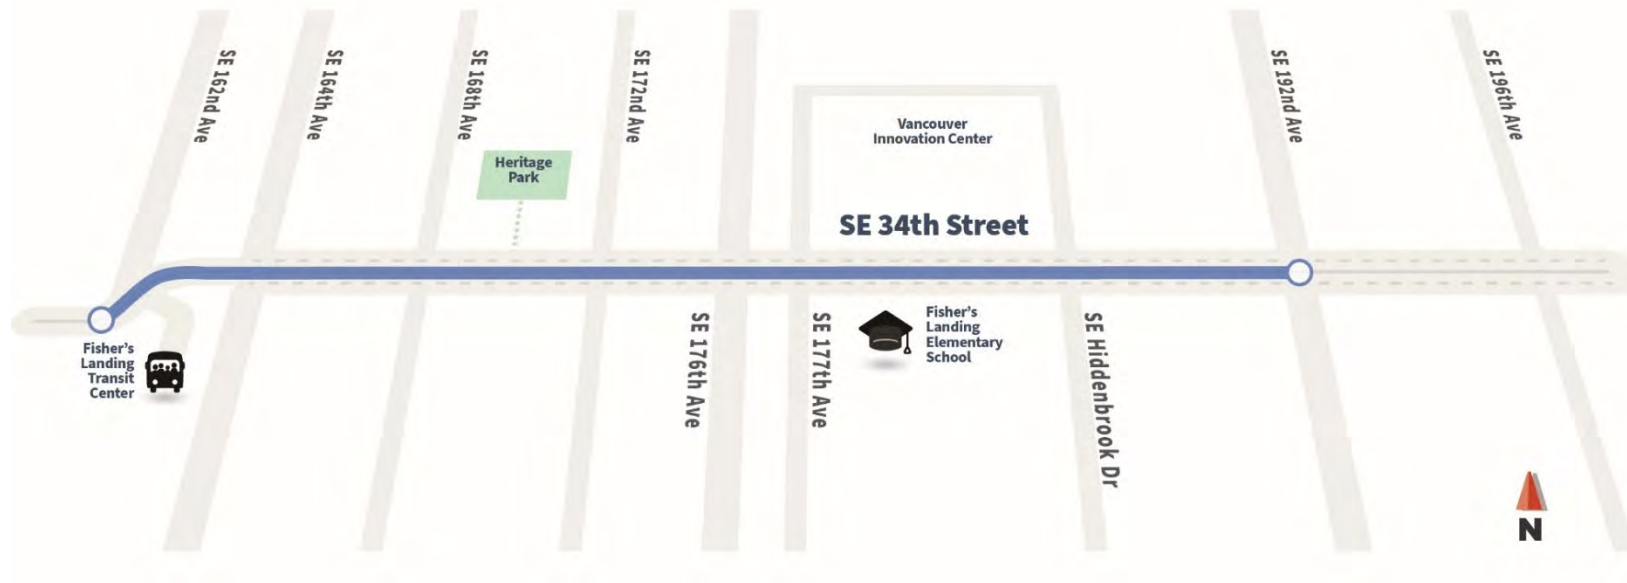 SE 162nd Ave
SE 164th Ave
SE 168th Ave
SE 172nd Ave
SE 192nd Ave
SE 196th Ave
Vancouver
Innovation Center
Heritage
Park
SE 34th Street
Fisher's
Landing
Transit
Center
SE 176th Ave
SE 177th Ave
Fisher's
Landing
Elementary
School
SE Hiddenbrook Dr
N